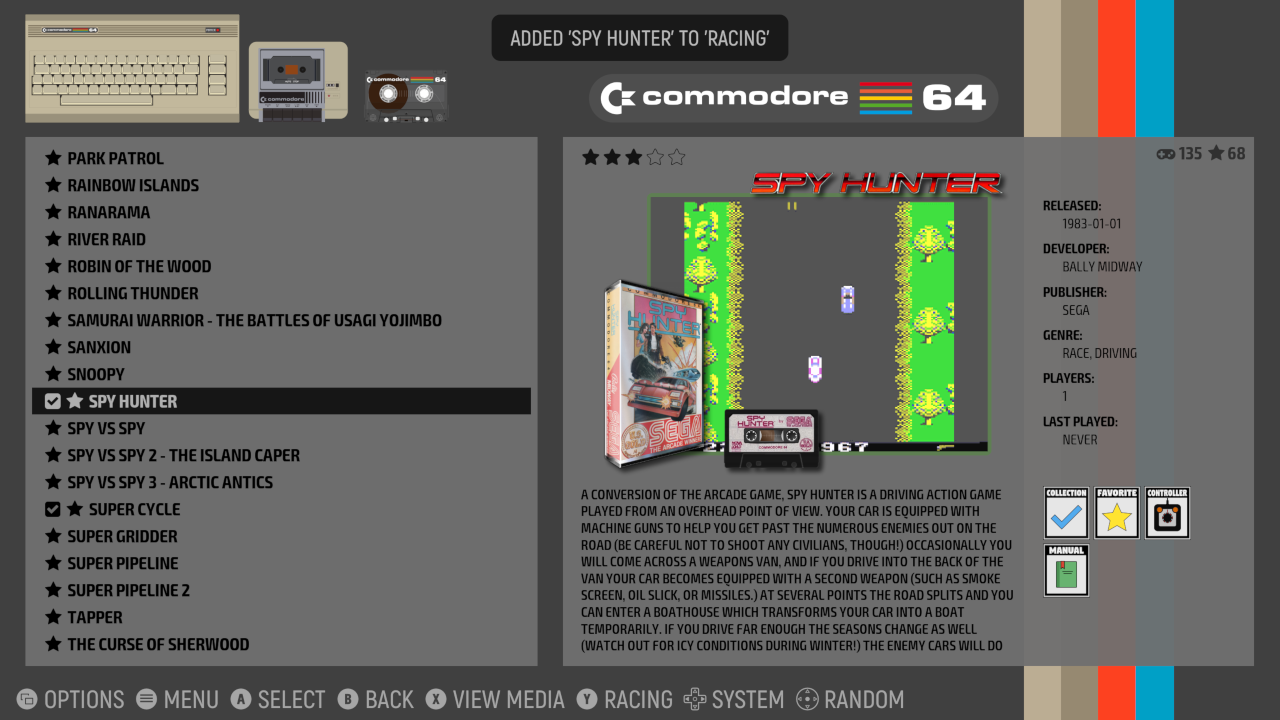 ADDED 'SPY HUNTER' TO 'RACING'
commodore 64
commodore 64
commodore
commodore 64
PARK PATROL
RAINBOW ISLANDS
RANARAMA
RIVER RAID
ROBIN OF THE WOOD
ROLLING THUNDER
SAMURAI WARRIOR - THE BATTLES OF USAGI YOJIMBO
SANXION
SNOOPY
SPY HUNTER
SPY VS SPY
SPY VS SPY 2 - THE ISLAND CAPER
SPY VS SPY 3 - ARCTIC ANTICS
SUPER CYCLE
SUPER GRIDDER
SUPER PIPELINE
SUPER PIPELINE 2
TAPPER
THE CURSE OF SHERWOOD
135 68
SPY HUNTER
SPY
HUNTER
SEGA
SPY
HUNTER
SEGA
967
RELEASED:
1983-01-01
DEVELOPER:
BALLY MIDWAY
PUBLISHER:
SEGA
GENRE:
RACE, DRIVING
PLAYERS:
1
LAST PLAYED:
NEVER
COLLECTION
FAVORITE
CONTROLLER
MANUAL
A CONVERSION OF THE ARCADE GAME, SPY HUNTER IS A DRIVING ACTION GAME
PLAYED FROM AN OVERHEAD POINT OF VIEW. YOUR CAR IS EQUIPPED WITH
MACHINE GUNS TO HELP YOU GET PAST THE NUMEROUS ENEMIES OUT ON THE
ROAD (BE CAREFUL NOT TO SHOOT ANY CIVILIANS, THOUGH!) OCCASIONALLY YOU
WILL COME ACROSS A WEAPONS VAN, AND IF YOU DRIVE INTO THE BACK OF THE
VAN YOUR CAR BECOMES EQUIPPED WITH A SECOND WEAPON (SUCH AS SMOKE
SCREEN, OIL SLICK, OR MISSILES.) AT SEVERAL POINTS THE ROAD SPLITS AND YOU
CAN ENTER A BOATHOUSE WHICH TRANSFORMS YOUR CAR INTO A BOAT
TEMPORARILY. IF YOU DRIVE FAR ENOUGH THE SEASONS CHANGE AS WELL
(WATCH OUT FOR ICY CONDITIONS DURING WINTER!) THE ENEMY CARS WILL DO
OPTIONS MENU A SELECT B BACK X VIEW MEDIA Y RACING SYSTEM RANDOM